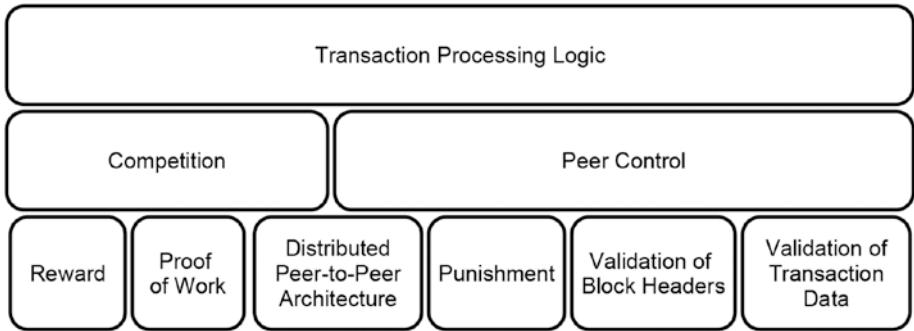 Transaction Processing Logic
Competition
Peer Control
Reward
Proof
of Work
Distributed
Peer-to-Peer
Architecture
Punishment
Validation of
Block Headers
Validation of
Transaction
Data